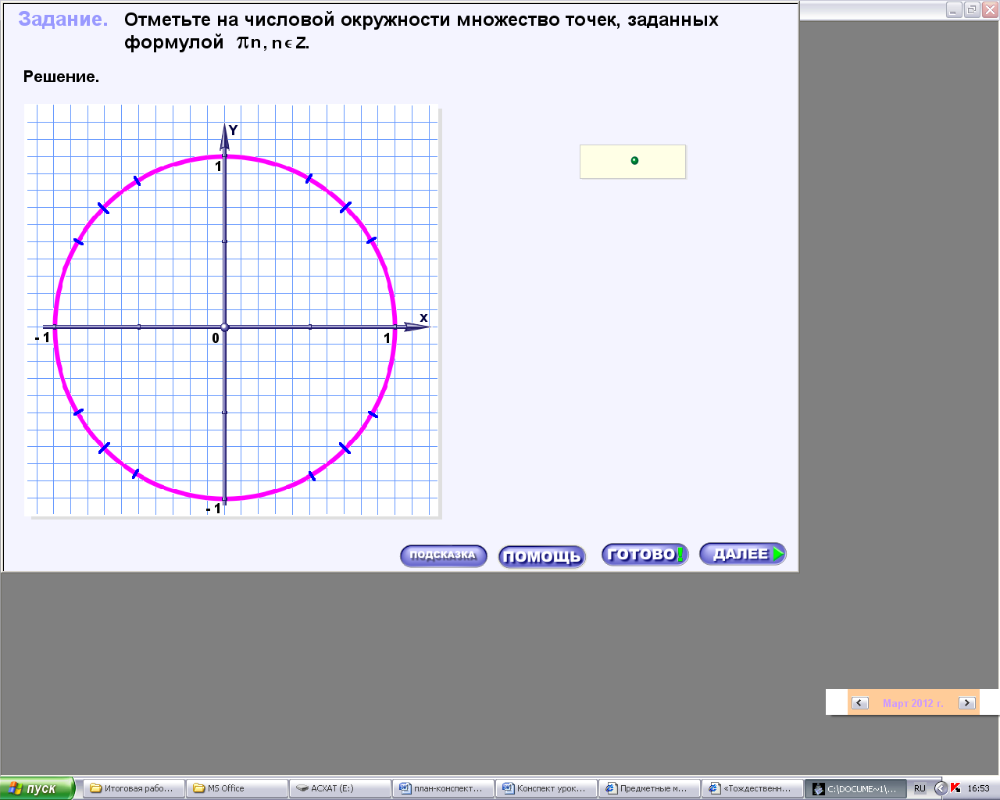 Задание. Отметьте на числовой окружности множество точек, заданных
формулой πn, n ϵ Z.
Решение.
Y
1
x
- 1
0
1
- 1
ПОДСКАЗКА
ПОМОЩЬ
ГОТОВО!
ДАЛЕЕ
Март 2012 г.
пуск
Итоговая рабо...
MS Office
АСХАТ (E:)
план-конспект...
Конспект урок...
Предметные м...
«Тождественн...
C:\DOCUME~1\...
RU
16:53